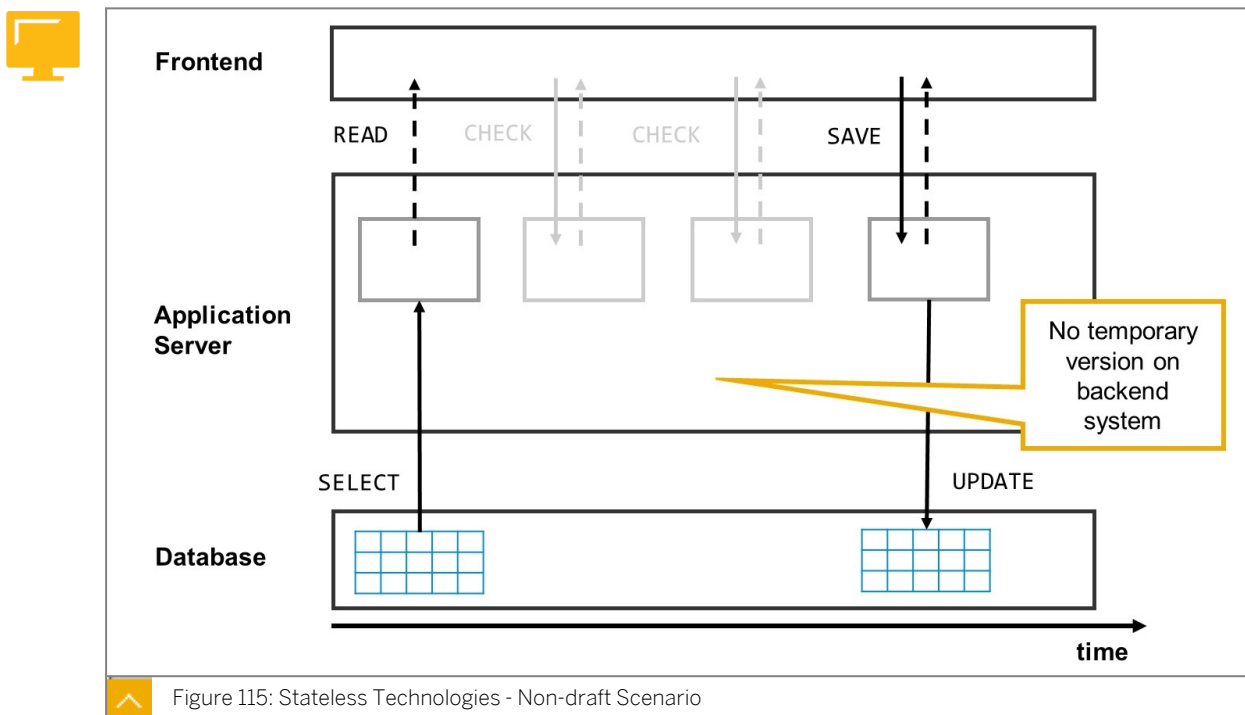 Frontend
READ
CHECK
CHECK
SAVE
Application
Server
No temporary
version on
backend
system
SELECT
UPDATE
Database
time
Figure 115: Stateless Technologies - Non-draft Scenario